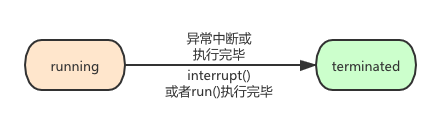 异常中断或
执行完毕
running
terminated
interrupt()
或者run()执行完毕